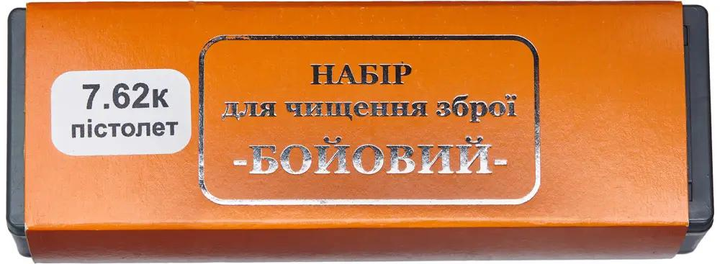 7.62к
пістолет
НАБІР
для чищення зброї
-БОЙОВИЙ-